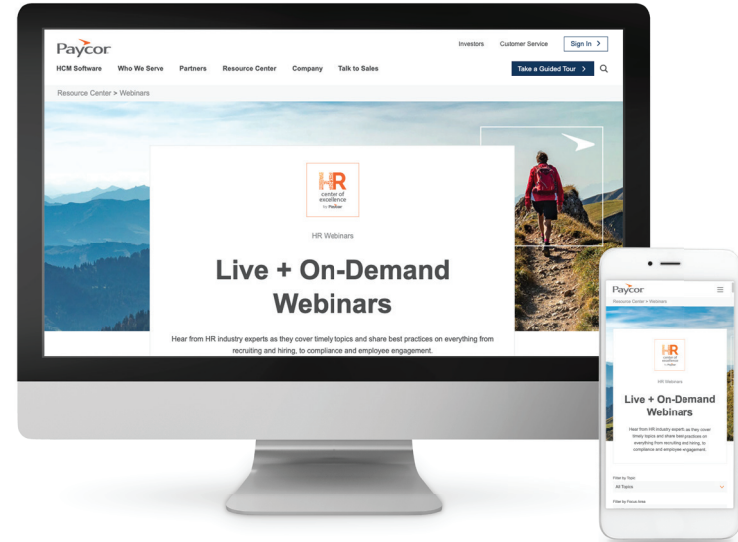 Paycor
Investors Customer Service Sign In >
HCM Software Who We Serve Partners Resource Center Company Talk to Sales
Take a Guided Tour >
Resource Center > Webinars
HR
center of
excellence
by Paycor
HR Webinars
Live + On-Demand
Webinars
Hear from HR industry experts as they cover timely topics and share best practices on everything from
recruiting and hiring, to compliance and employee engagement.
Paycor
Resource Center > Webinars
HR
center of
excellence
by Paycor
HR Webinars
Live + On-Demand
Webinars
Hear from HR industry experts as they cover
timely topics and share best practices on
everything from recruiting and hiring, to
compliance and employee engagement.
Filter by Topic
All Topics
Filter by Focus Area